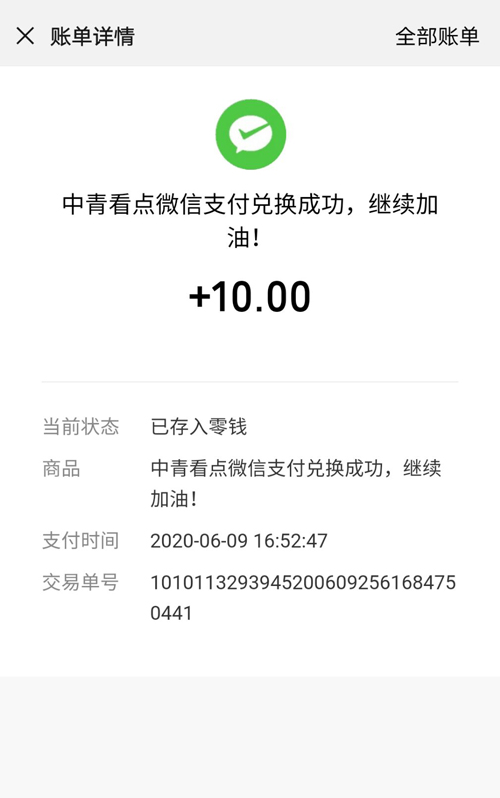 账单详情 全部账单
中青看点微信支付兑换成功，继续加
油！
+10.00
当前状态 已存入零钱
商品 中青看点微信支付兑换成功，继续
加油！
支付时间 2020-06-09 16:52:47
交易单号 1010113293945200609256168475
0441